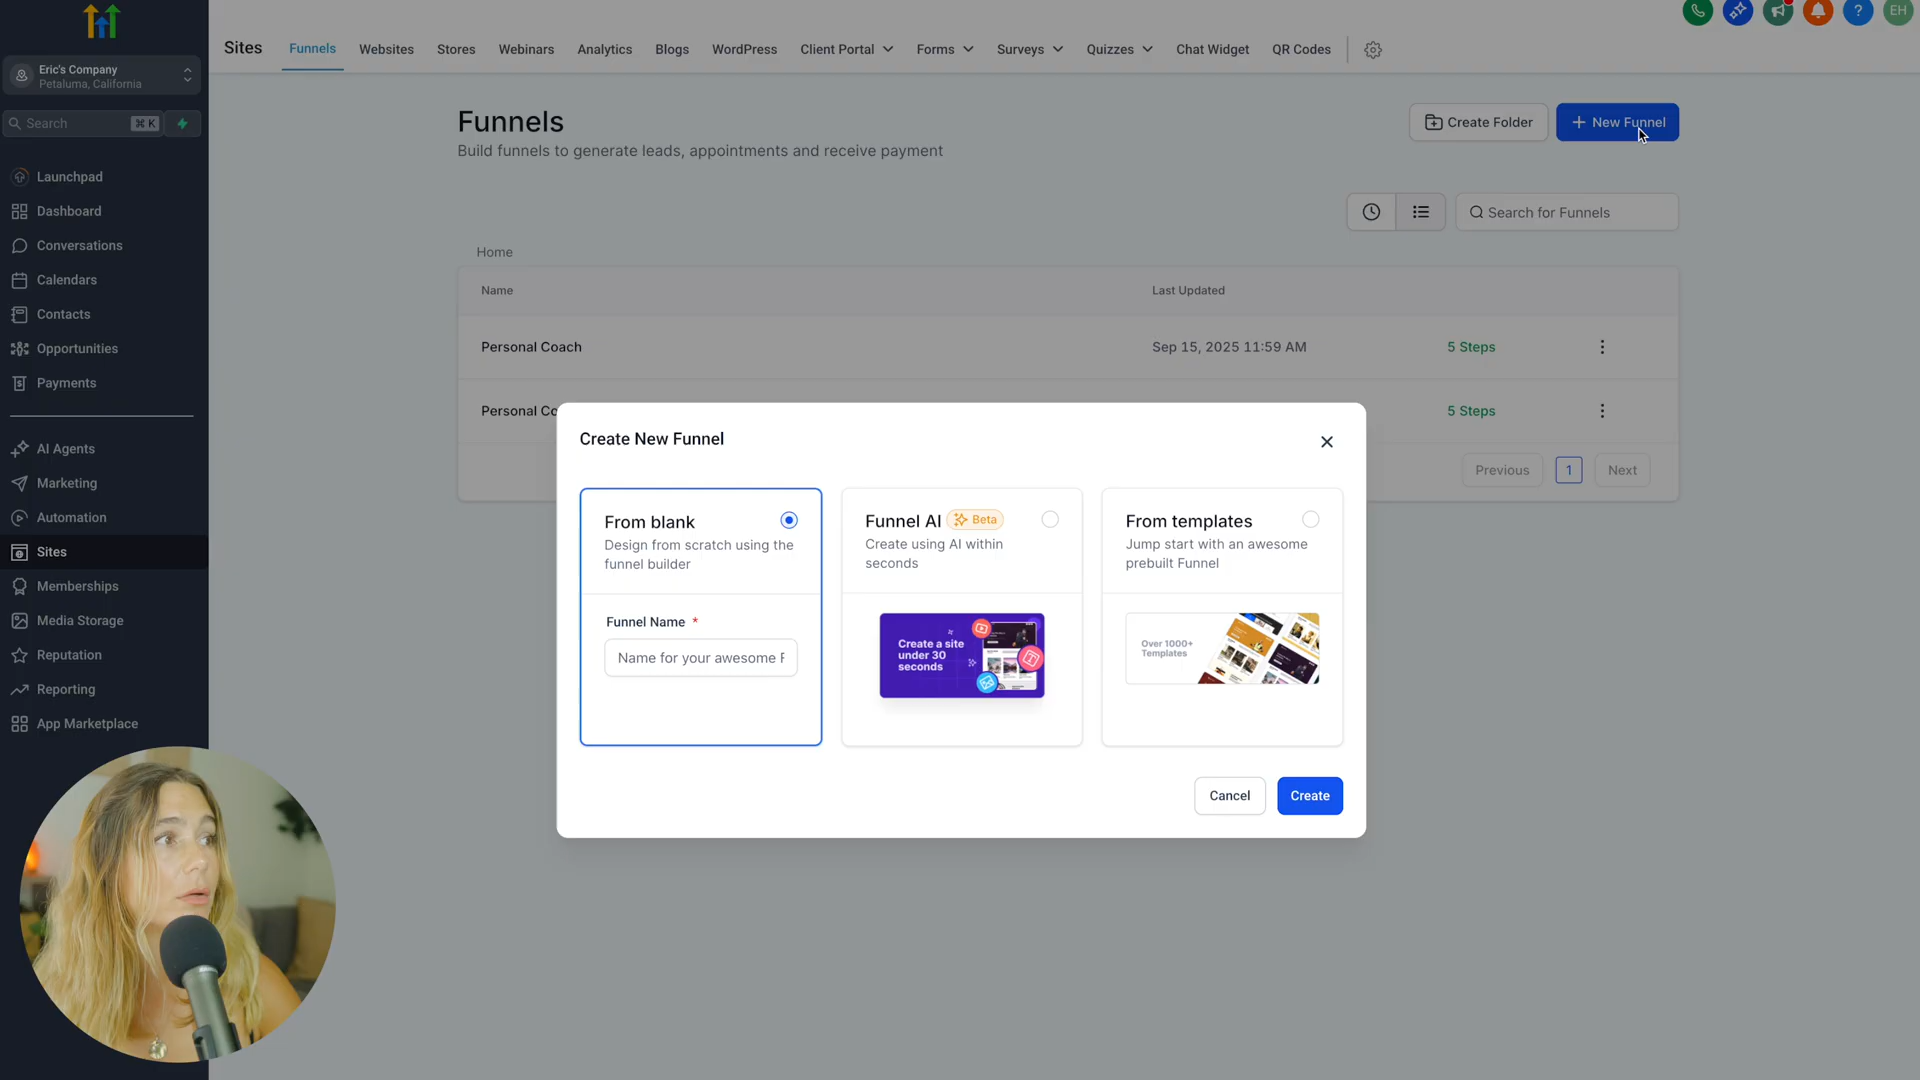 Eric's Company
Petaluma, California
Search
⌘ K
Launchpad
Dashboard
Conversations
Calendars
Contacts
Opportunities
Payments
AI Agents
Marketing
Automation
Sites
Memberships
Media Storage
Reputation
Reporting
App Marketplace
Sites
Funnels
Websites
Stores
Webinars
Analytics
Blogs
WordPress
Client Portal
Forms
Surveys
Quizzes
Chat Widget
QR Codes
?
EH
Funnels
Build funnels to generate leads, appointments and receive payment
Create Folder
+ New Funnel
Search for Funnels
Home
Name
Last Updated
Personal Coach
Sep 15, 2025 11:59 AM
5 Steps
Personal Co
5 Steps
Previous
1
Next
Create New Funnel
From blank
Design from scratch using the
funnel builder
Funnel Name *
Name for your awesome F
Funnel AI
Beta
Create using AI within
seconds
Create a site
under 30
seconds
From templates
Jump start with an awesome
prebuilt Funnel
Over 1000+
Templates
Cancel
Create